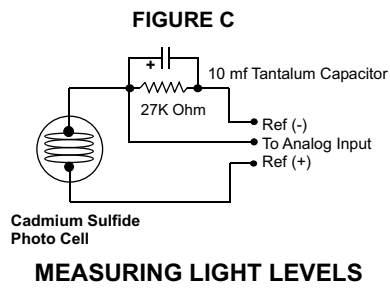 FIGURE C
+
10 mf Tantalum Capacitor
27K Ohm
Ref (-)
To Analog Input
Ref (+)
Cadmium Sulfide
Photo Cell
MEASURING LIGHT LEVELS